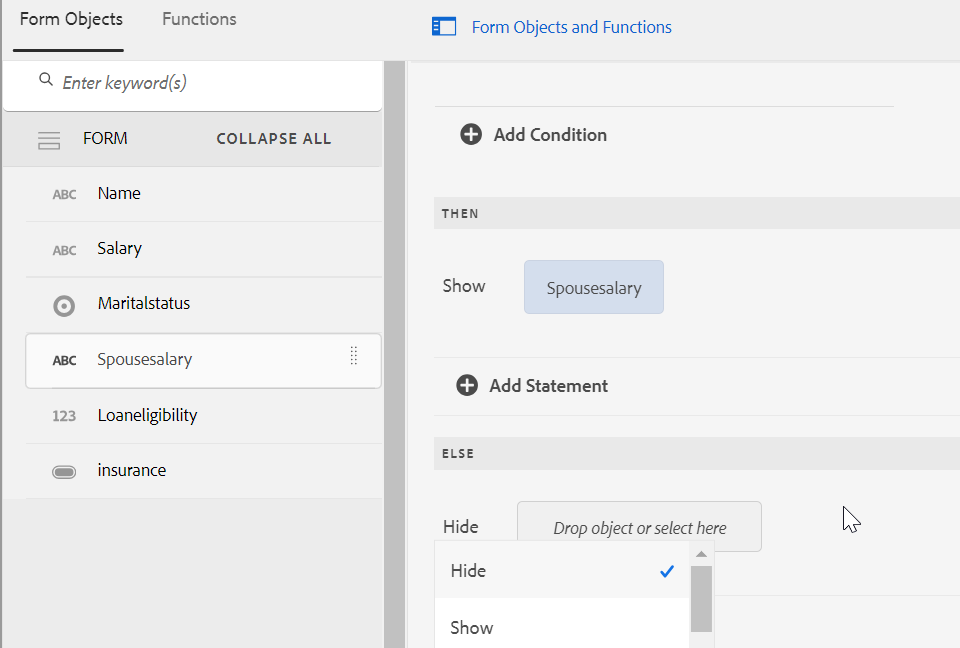 Form Objects Functions
Enter keyword(s)
FORM COLLAPSE ALL
ABC Name
ABC Salary
Maritalstatus
ABC Spousesalary
123 Loaneligibility
insurance
Form Objects and Functions
Add Condition
THEN
Show Spousesalary
Add Statement
ELSE
Hide Drop object or select here
Hide
Show